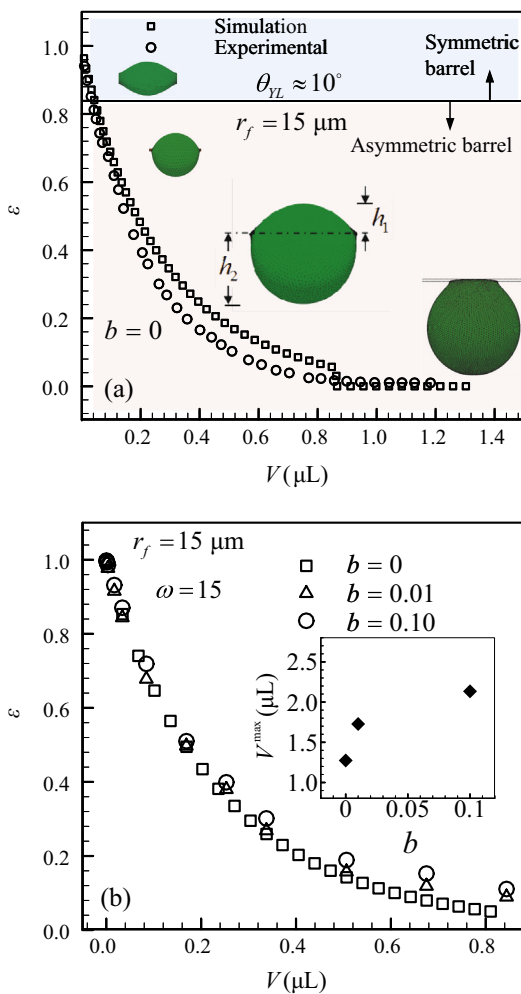 Simulation
Experimental
Symmetric
barrel
θ_YL ≈ 10°
r_f = 15 μm
Asymmetric barrel
h₁
h₂
b = 0
(a)
ε
1.0
0.8
0.6
0.4
0.2
0.0
0.2 0.4 0.6 0.8 1.0 1.2 1.4
V(μL)
r_f = 15 μm
ω = 15
b = 0
b = 0.01
b = 0.10
2.5
2.0
1.5
1.0
V^max(μL)
0 0.05 0.1
b
(b)
ε
1.0
0.8
0.6
0.4
0.2
0.0
0.0 0.2 0.4 0.6 0.8
V(μL)